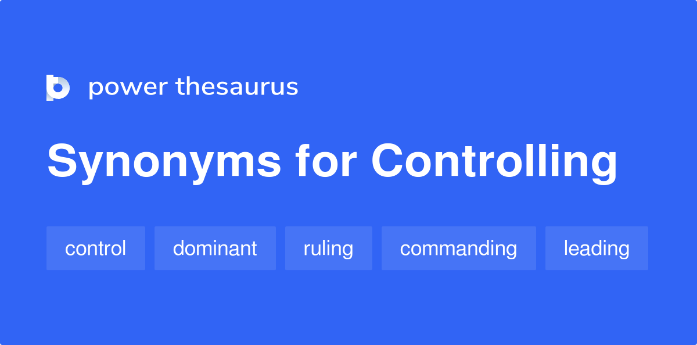 power thesaurus
Synonyms for Controlling
control dominant ruling commanding leading